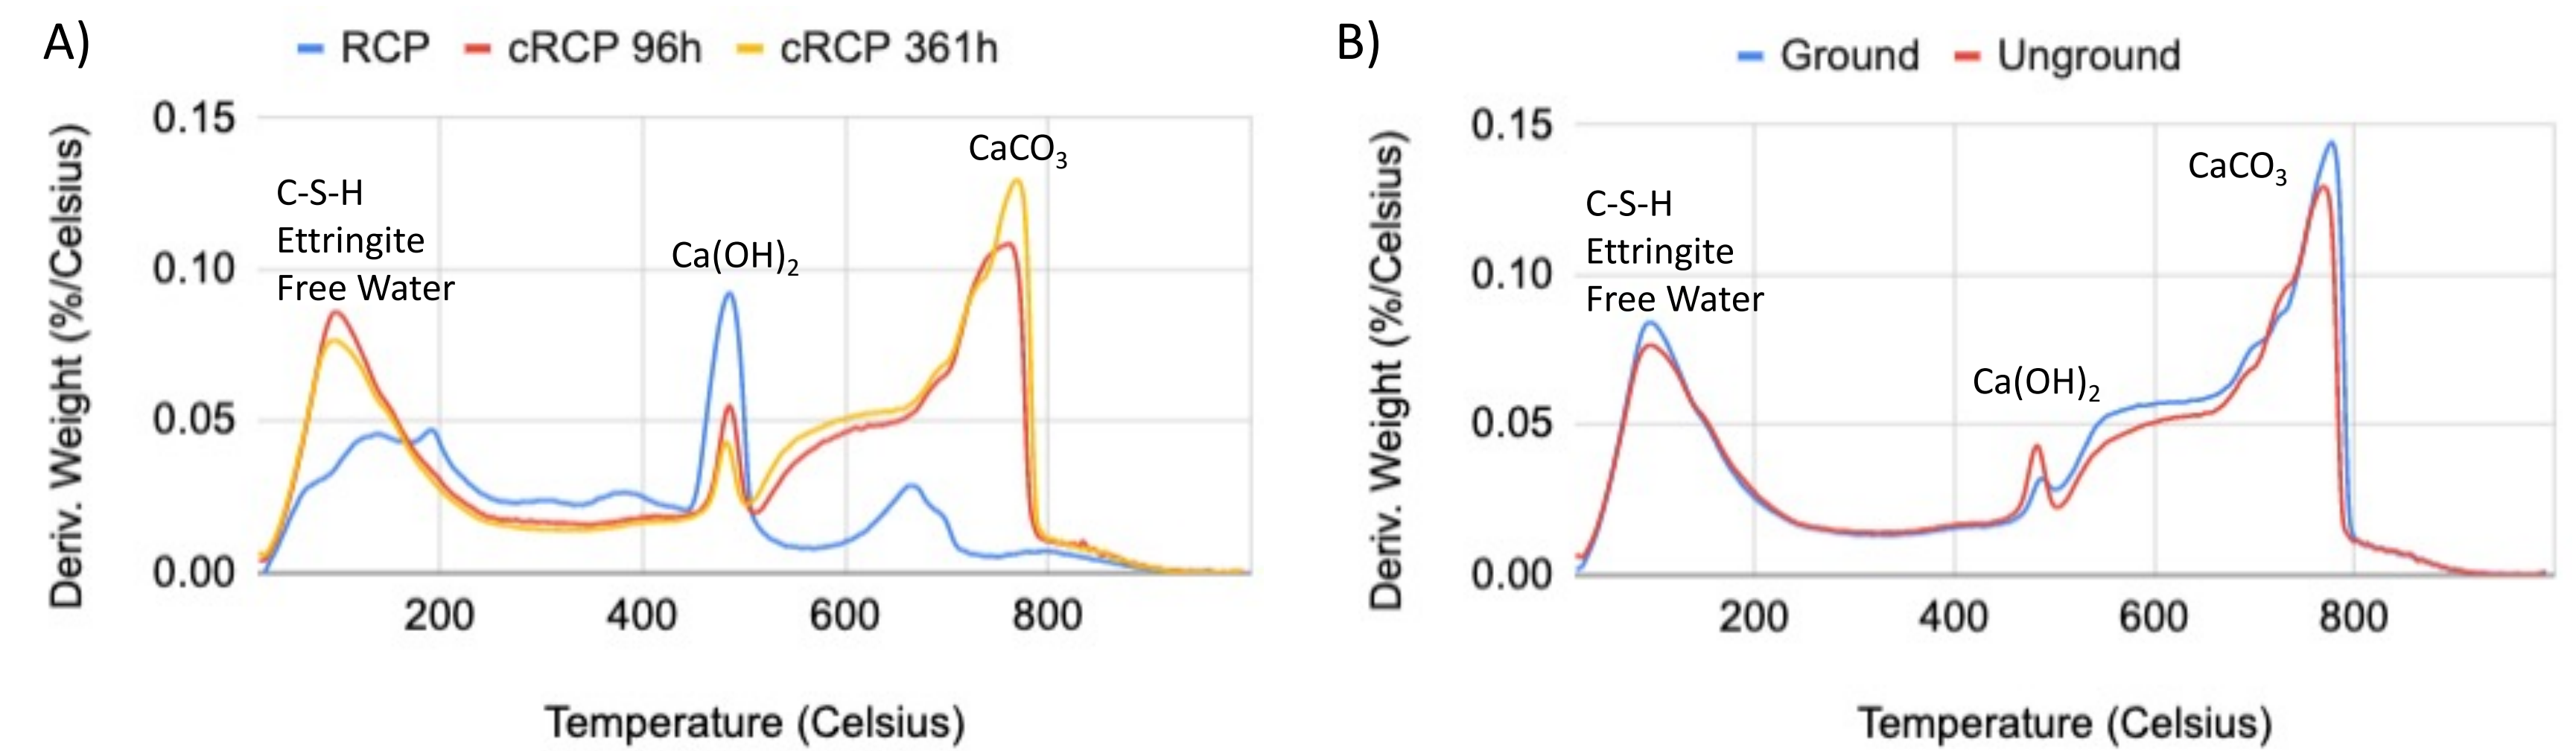 A)
RCP cRCP 96h cRCP 361h
Deriv. Weight (%/Celsius)
0.15
0.10
0.05
0.00
C-S-H
Ettringite
Free Water
Ca(OH)₂
CaCO₃
200 400 600 800
Temperature (Celsius)
B)
Ground Unground
Deriv. Weight (%/Celsius)
0.15
0.10
0.05
0.00
C-S-H
Ettringite
Free Water
Ca(OH)₂
CaCO₃
200 400 600 800
Temperature (Celsius)